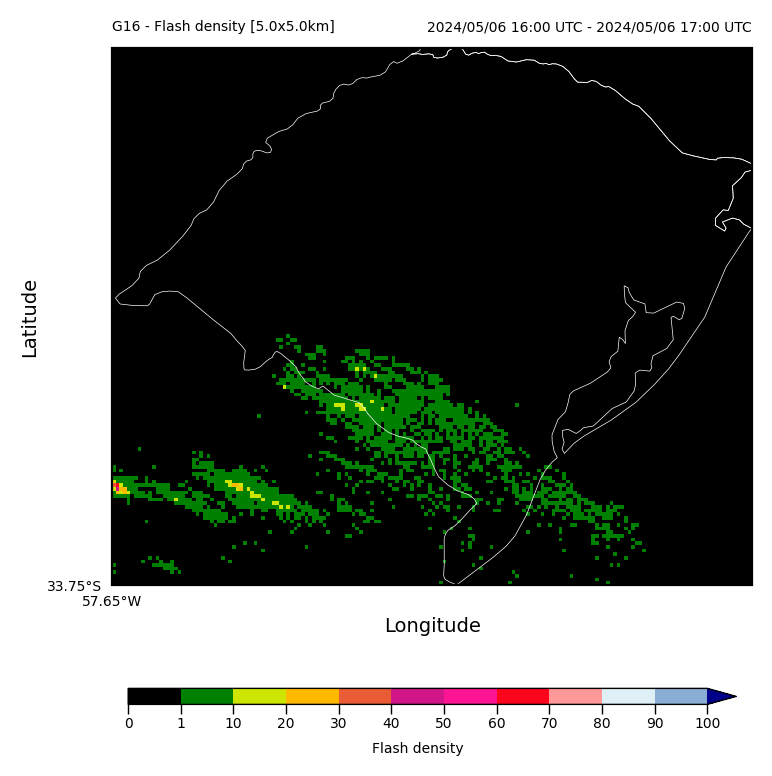 G16 - Flash density [5.0x5.0km] 2024/05/06 16:00 UTC - 2024/05/06 17:00 UTC
Latitude
33.75°S
57.65°W
Longitude
0 1 10 20 30 40 50 60 70 80 90 100
Flash density